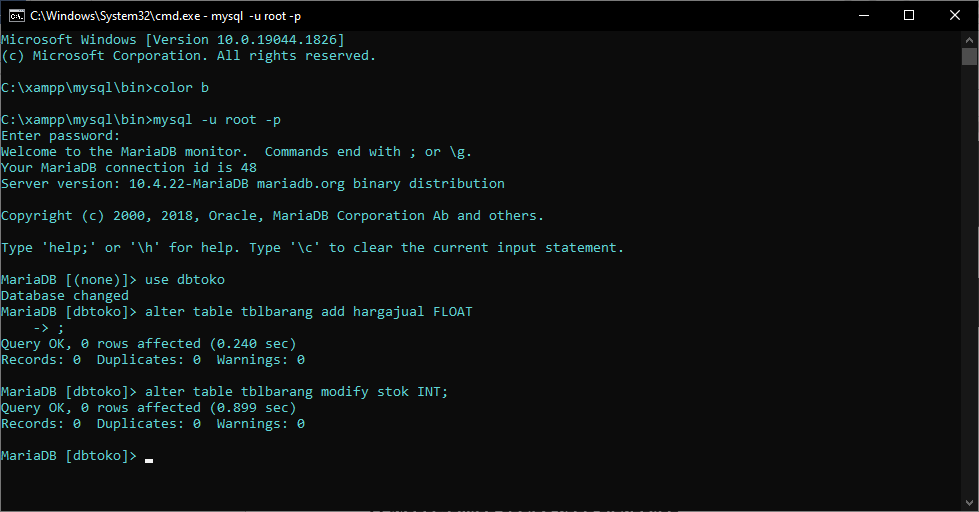 C:\Windows\System32\cmd.exe - mysql  -u root -p
Microsoft Windows [Version 10.0.19044.1826]
(c) Microsoft Corporation. All rights reserved.
C:\xampp\mysql\bin>color b
C:\xampp\mysql\bin>mysql -u root -p
Enter password:
Welcome to the MariaDB monitor.  Commands end with ; or \g.
Your MariaDB connection id is 48
Server version: 10.4.22-MariaDB mariadb.org binary distribution
Copyright (c) 2000, 2018, Oracle, MariaDB Corporation Ab and others.
Type 'help;' or '\h' for help. Type '\c' to clear the current input statement.
MariaDB [(none)]> use dbtoko
Database changed
MariaDB [dbtoko]> alter table tblbarang add hargajual FLOAT
    -> ;
Query OK, 0 rows affected (0.240 sec)
Records: 0  Duplicates: 0  Warnings: 0
MariaDB [dbtoko]> alter table tblbarang modify stok INT;
Query OK, 0 rows affected (0.899 sec)
Records: 0  Duplicates: 0  Warnings: 0
MariaDB [dbtoko]>